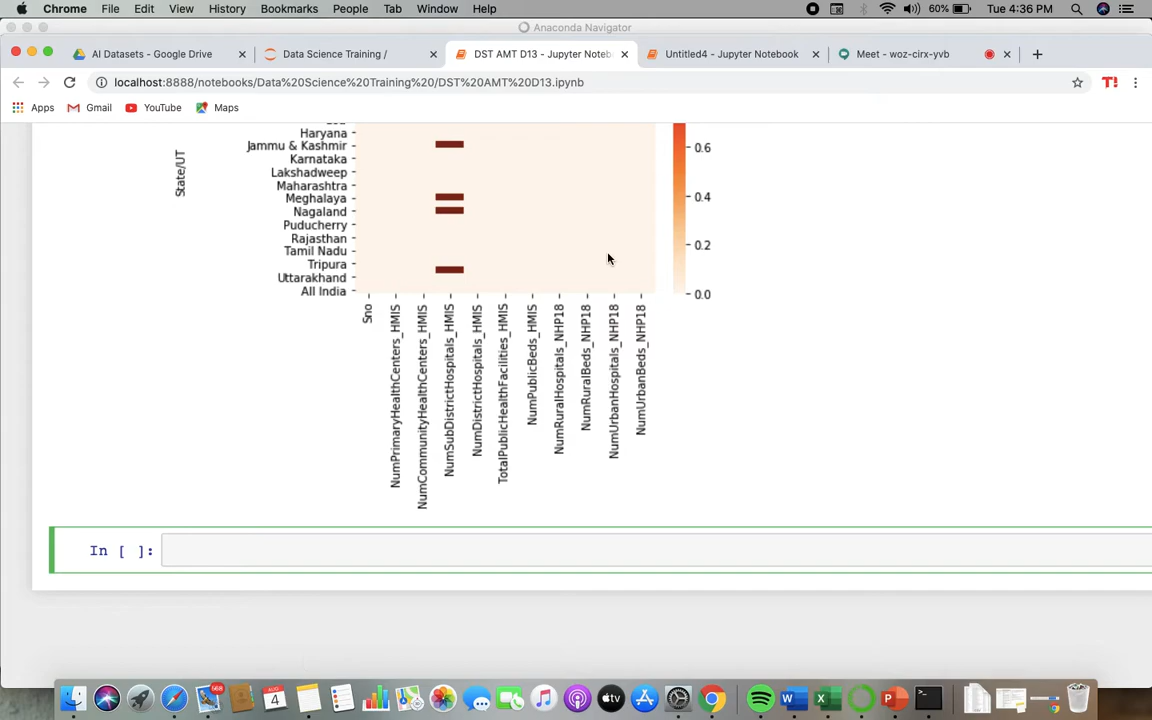 Chrome File Edit View History Bookmarks People Tab Window Help 60% Tue 4:36 PM
Anaconda Navigator
AI Datasets - Google Drive Data Science Training / DST AMT D13 - Jupyter Noteb Untitled4 - Jupyter Notebook Meet - woz-cirx-yvb
localhost:8888/notebooks/Data%20Science%20Training%20/DST%20AMT%20D13.ipynb T!
Apps Gmail YouTube Maps
Haryana
Jammu & Kashmir
Karnataka
Lakshadweep
Maharashtra
Meghalaya
Nagaland
Puducherry
Rajasthan
Tamil Nadu
Tripura
Uttarakhand
All India
State/UT
0.6
0.4
0.2
0.0
Sno
NumPrimaryHealthCenters_HMIS
NumCommunityHealthCenters_HMIS
NumSubDistrictHospitals_HMIS
NumDistrictHospitals_HMIS
TotalPublicHealthFacilities_HMIS
NumPublicBeds_HMIS
NumRuralHospitals_NHP18
NumRuralBeds_NHP18
NumUrbanHospitals_NHP18
NumUrbanBeds_NHP18
In [ ]: